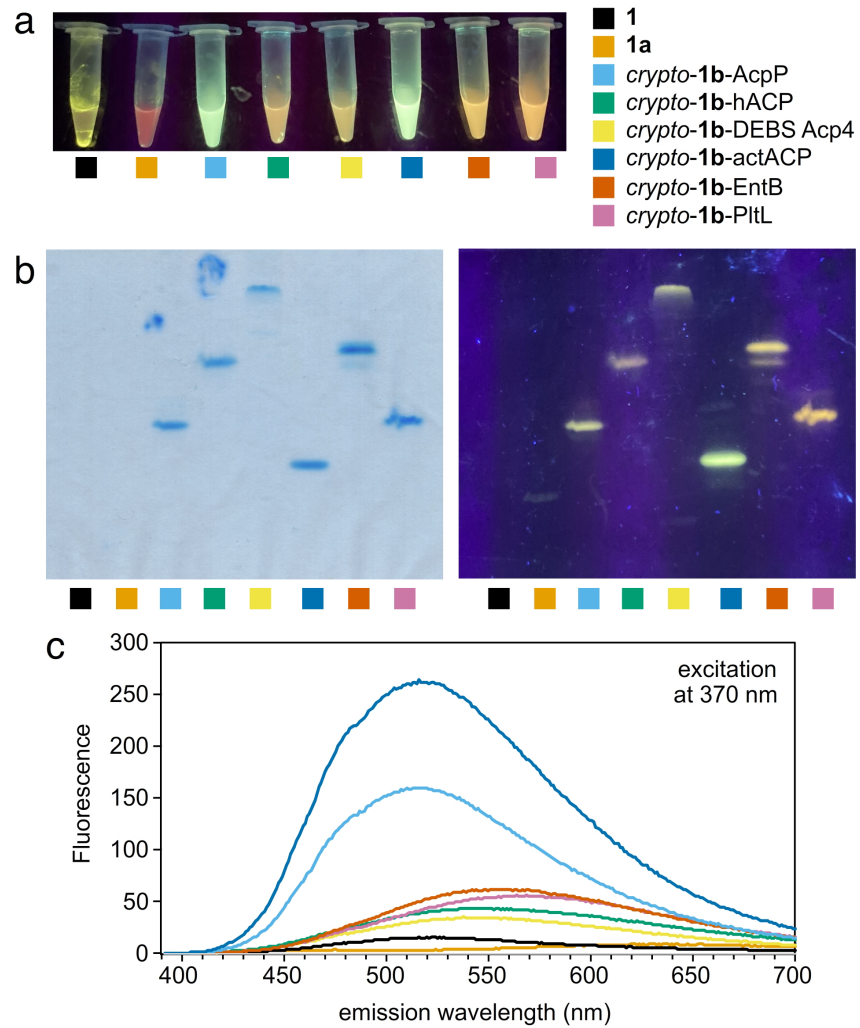 a
1
1a
crypto-1b-AcpP
crypto-1b-hACP
crypto-1b-DEBS Acp4
crypto-1b-actACP
crypto-1b-EntB
crypto-1b-PltL
b
c
300
250
200
150
100
50
0
Fluorescence
excitation
at 370 nm
400 450 500 550 600 650 700
emission wavelength (nm)